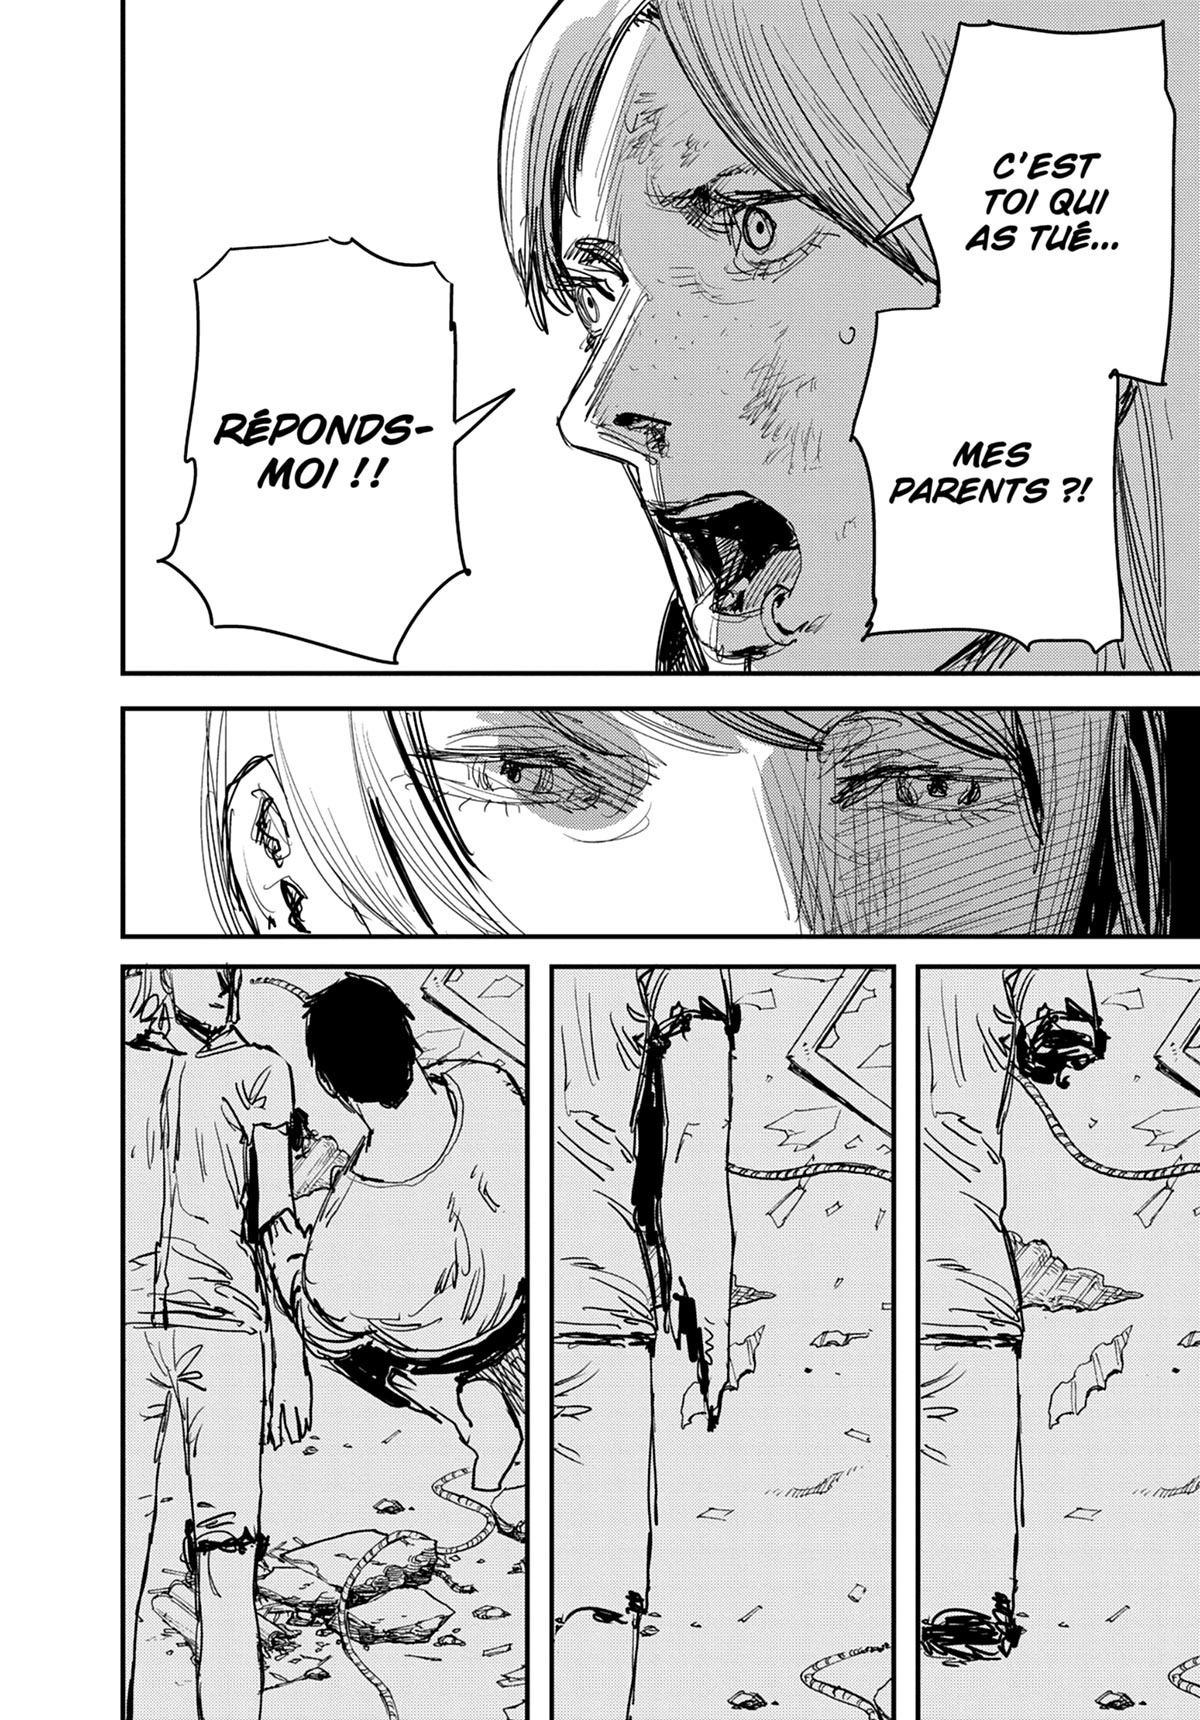 C'EST
TOI QUI
AS TUÉ...
MES
PARENTS ?!
RÉPONDS-
MOI !!